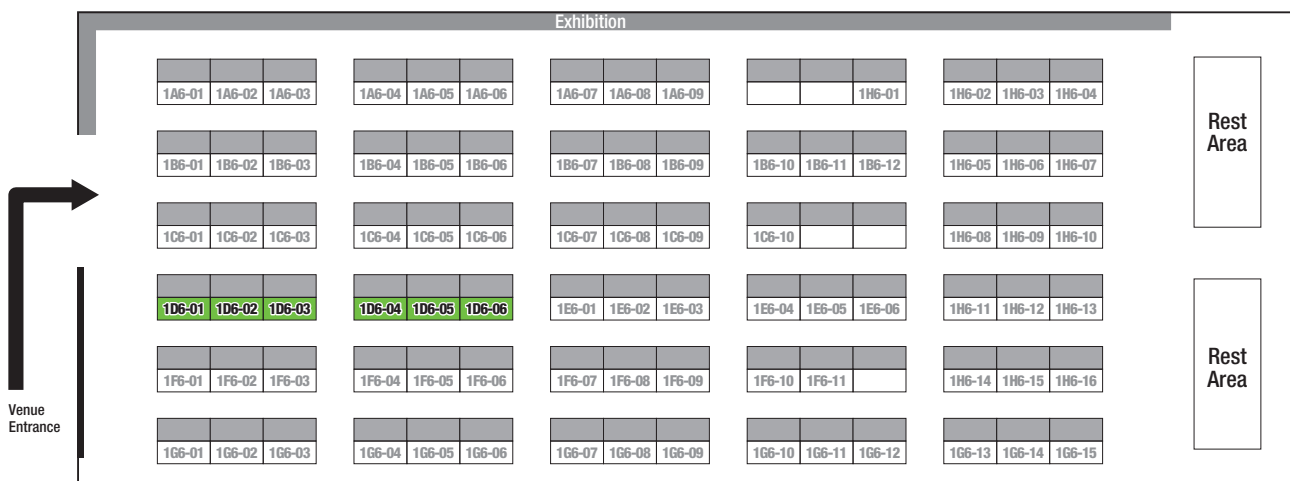 Exhibition
1A6-01 1A6-02 1A6-03 1A6-04 1A6-05 1A6-06 1A6-07 1A6-08 1A6-09 1H6-01 1H6-02 1H6-03 1H6-04
Rest
Area
1B6-01 1B6-02 1B6-03 1B6-04 1B6-05 1B6-06 1B6-07 1B6-08 1B6-09 1B6-10 1B6-11 1B6-12 1H6-05 1H6-06 1H6-07
1C6-01 1C6-02 1C6-03 1C6-04 1C6-05 1C6-06 1C6-07 1C6-08 1C6-09 1C6-10 1H6-08 1H6-09 1H6-10
1D6-01 1D6-02 1D6-03 1D6-04 1D6-05 1D6-06 1E6-01 1E6-02 1E6-03 1E6-04 1E6-05 1E6-06 1H6-11 1H6-12 1H6-13
Rest
Area
1F6-01 1F6-02 1F6-03 1F6-04 1F6-05 1F6-06 1F6-07 1F6-08 1F6-09 1F6-10 1F6-11 1H6-14 1H6-15 1H6-16
Venue
Entrance
1G6-01 1G6-02 1G6-03 1G6-04 1G6-05 1G6-06 1G6-07 1G6-08 1G6-09 1G6-10 1G6-11 1G6-12 1G6-13 1G6-14 1G6-15